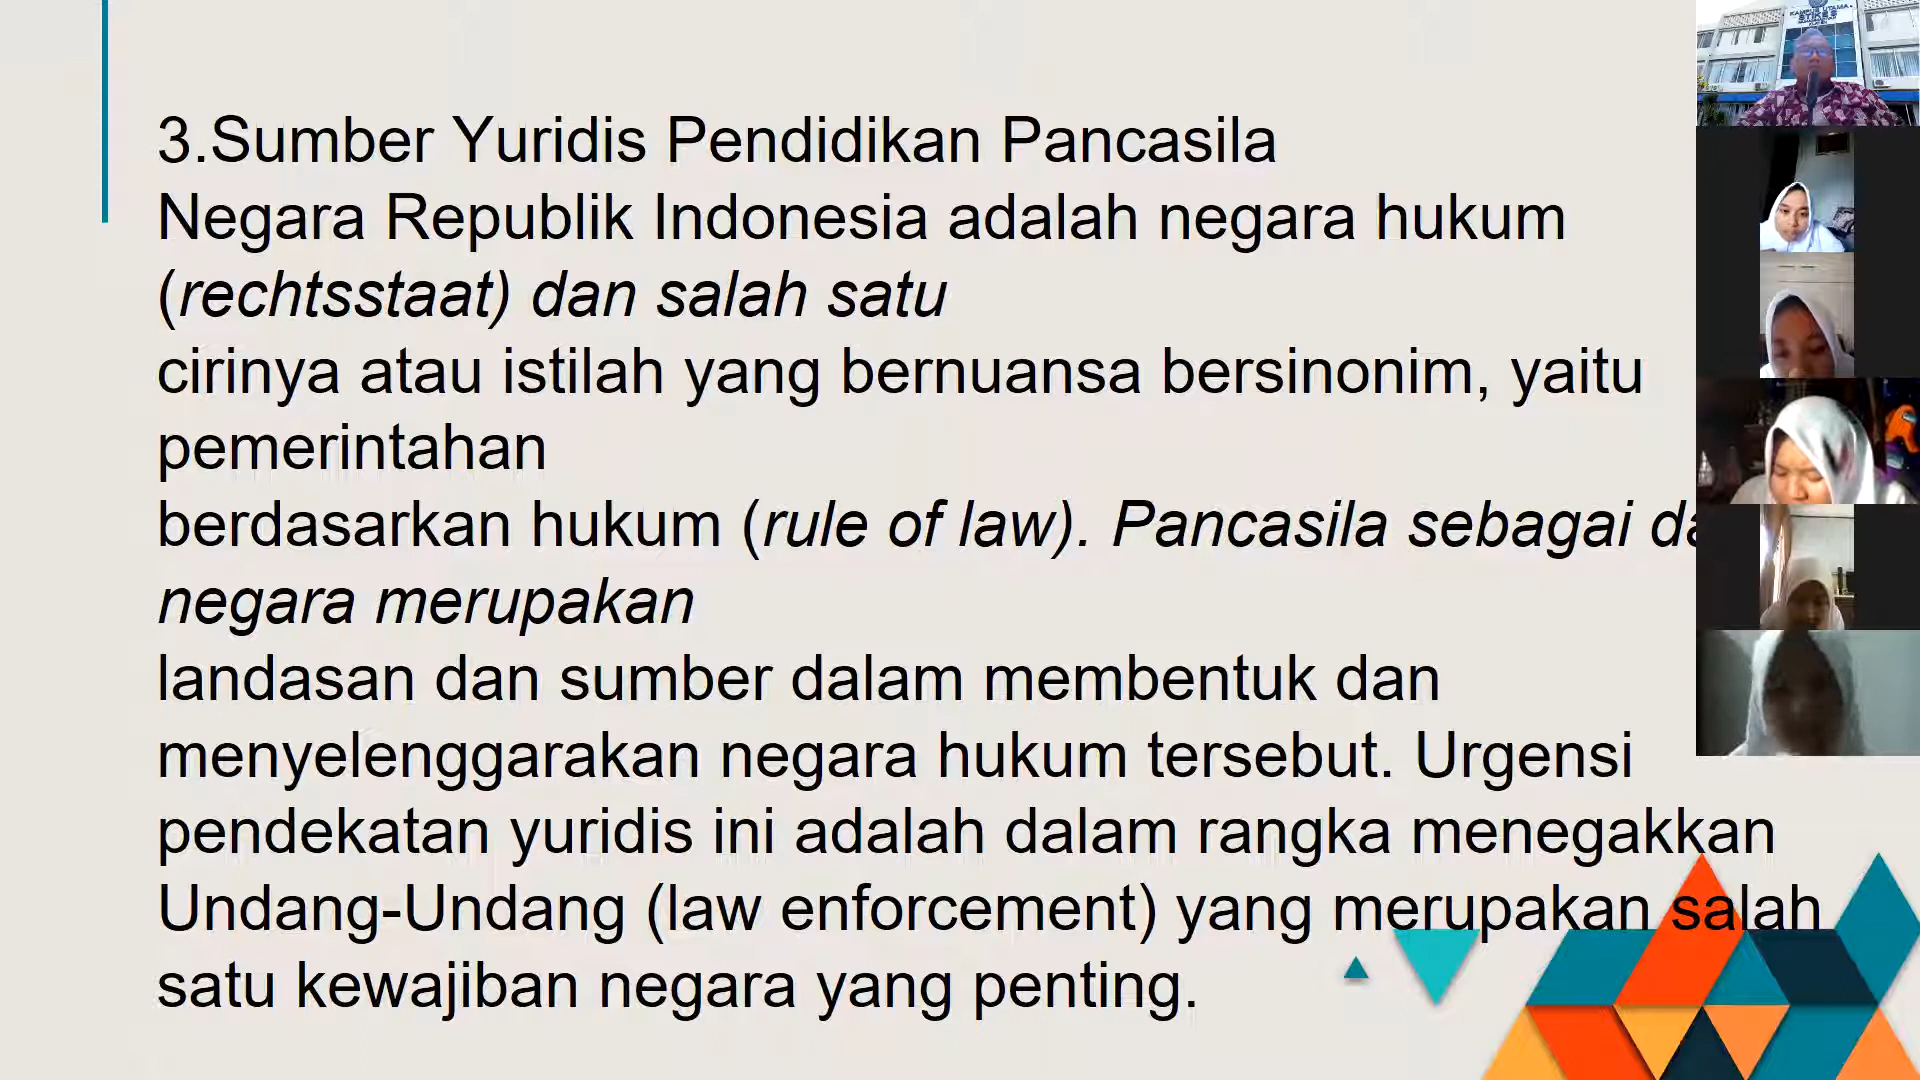 3.Sumber Yuridis Pendidikan Pancasila
Negara Republik Indonesia adalah negara hukum
(rechtsstaat) dan salah satu
cirinya atau istilah yang bernuansa bersinonim, yaitu
pemerintahan
berdasarkan hukum (rule of law). Pancasila sebagai
negara merupakan
landasan dan sumber dalam membentuk dan
menyelenggarakan negara hukum tersebut. Urgensi
pendekatan yuridis ini adalah dalam rangka menegakkan
Undang-Undang (law enforcement) yang merupakan salah
satu kewajiban negara yang penting.
KAMPUS UTAMA